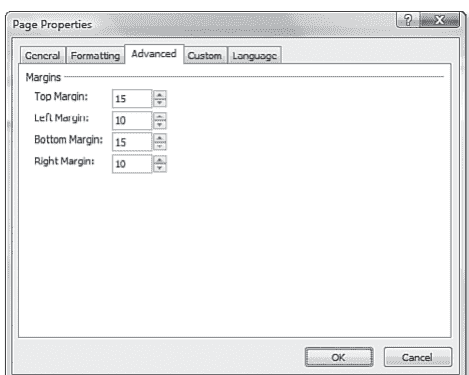 Page Properties
General Formatting Advanced Custom Language
Margins
Top Margin: 15
Left Margin: 10
Bottom Margin: 15
Right Margin: 10
OK Cancel